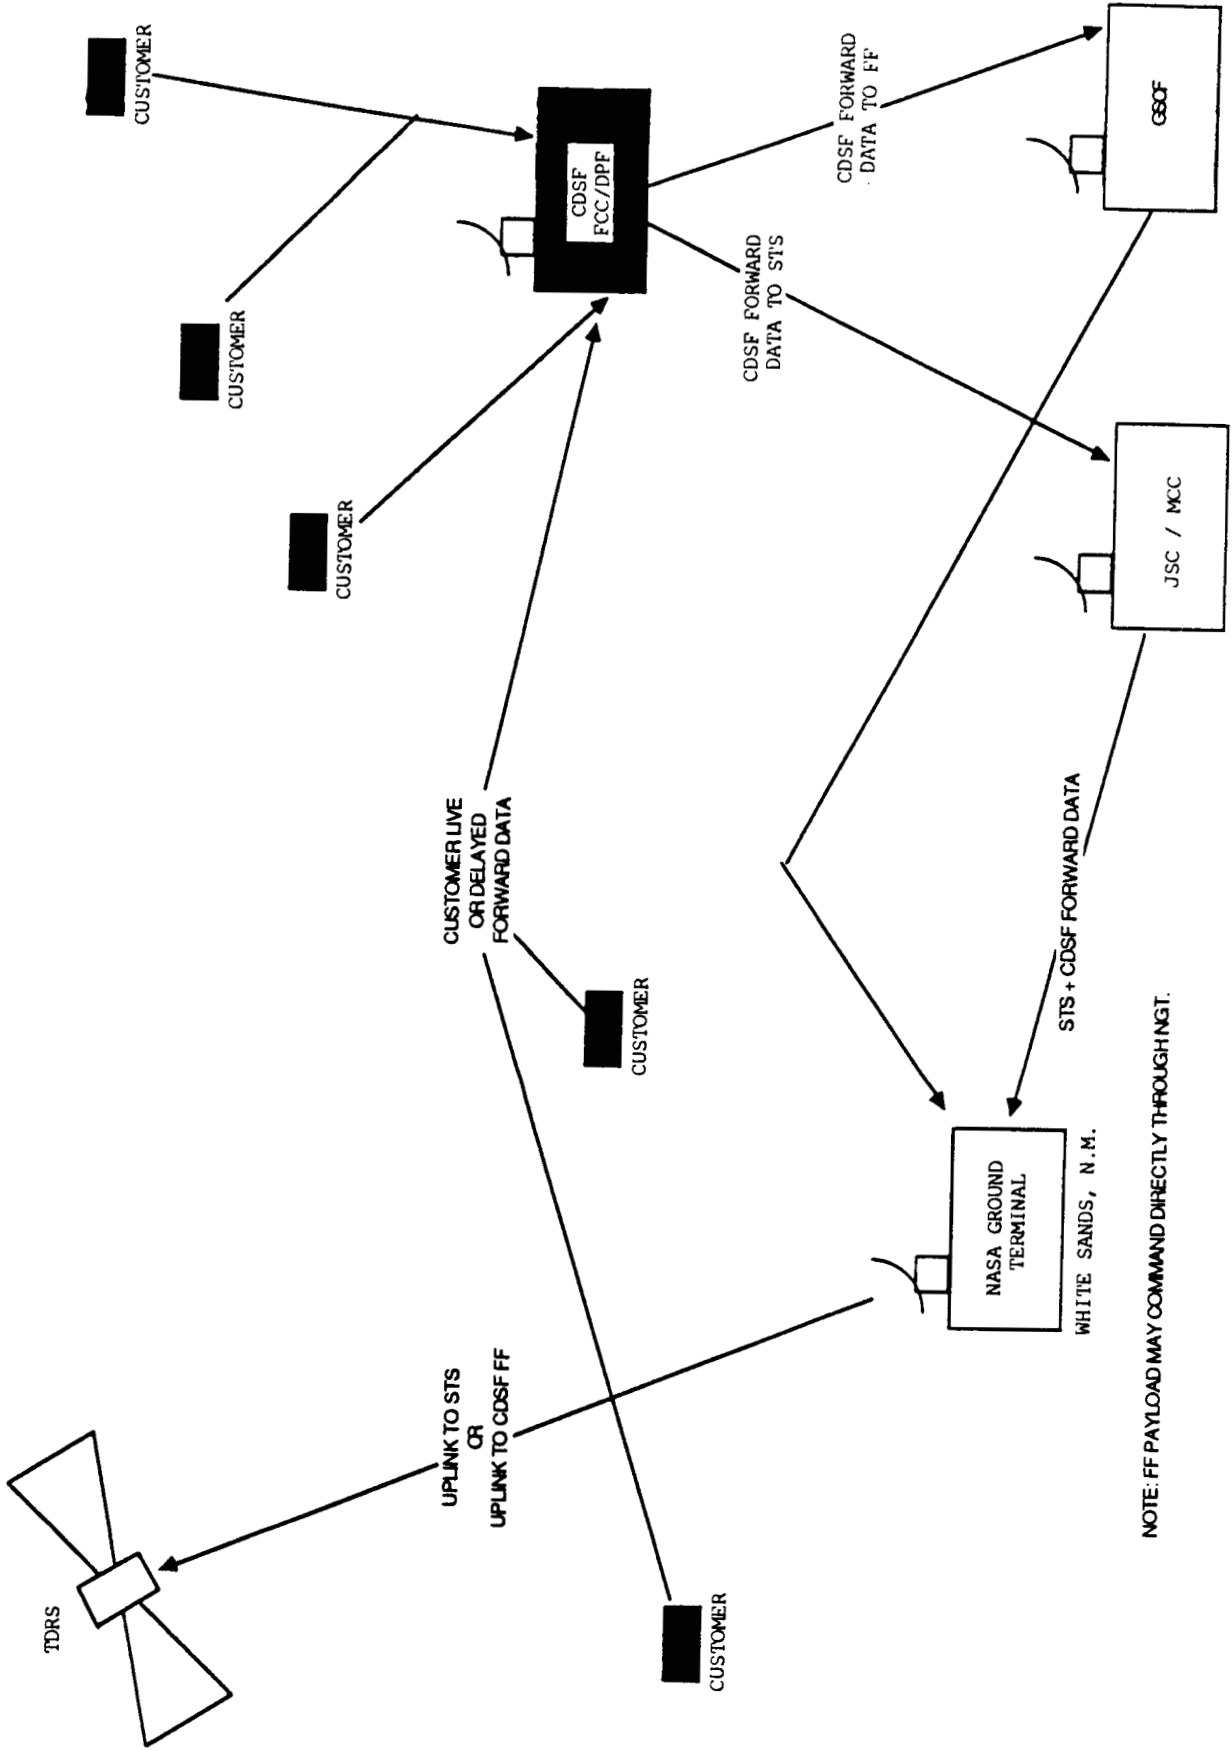 TDRS
UPLINK TO STS
OR
UPLINK TO CDSF FF
CUSTOMER
CUSTOMER
CUSTOMER LIVE
OR DELAYED
FORWARD DATA
CUSTOMER
CUSTOMER
CUSTOMER
CDSF
FCC/DPF
CDSF FORWARD
DATA TO STS
CDSF FORWARD
DATA TO FF
NASA GROUND
TERMINAL
WHITE SANDS, N.M.
STS + CDSF FORWARD DATA
JSC / MCC
GSCF
NOTE: FF PAYLOAD MAY COMMAND DIRECTLY THROUGH NGT.